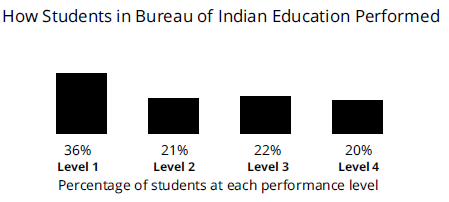 How Students in Bureau of Indian Education Performed
36% 21% 22% 20%
Level 1 Level 2 Level 3 Level 4
Percentage of students at each performance level